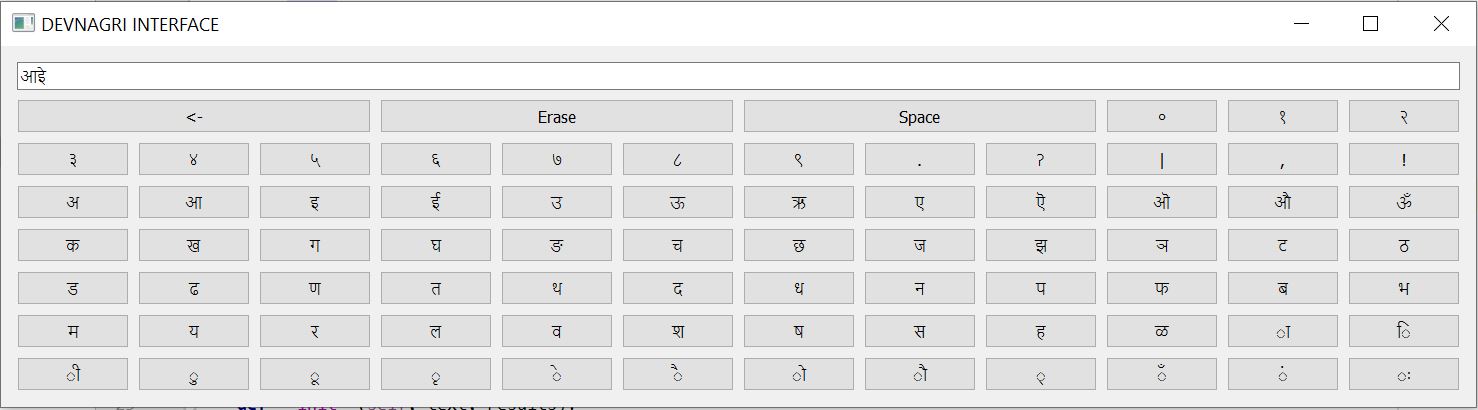 DEVNAGRI INTERFACE
आइे
<- Erase Space ० १ २
३ ४ ५ ६ ७ ८ ९ . ? | , !
अ आ इ ई उ ऊ ऋ ए ऎ ऒ औ ॐ
क ख ग घ ङ च छ ज झ ञ ट ठ
ड ढ ण त थ द ध न प फ ब भ
म य र ल व श ष स ह ळ ा ि
ी ु ू ृ े ै ो ौ ् ँ ं ः